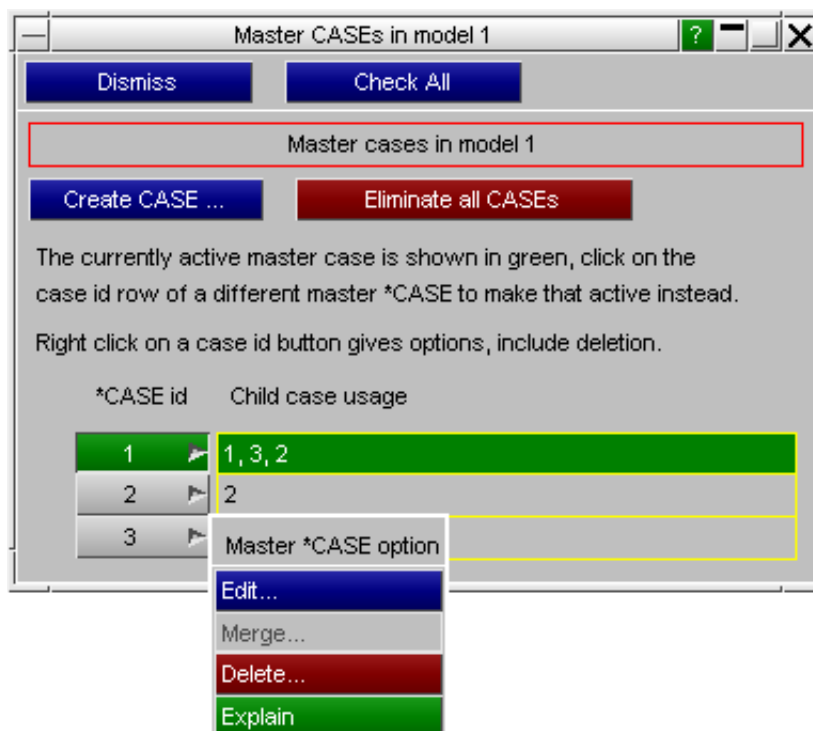 Master CASEs in model 1 ?
Dismiss Check All
Master cases in model 1
Create CASE ... Eliminate all CASEs
The currently active master case is shown in green, click on the
case id row of a different master *CASE to make that active instead.
Right click on a case id button gives options, include deletion.
*CASE id Child case usage
1 1, 3, 2
2 2
3
Master *CASE option
Edit...
Merge...
Delete...
Explain